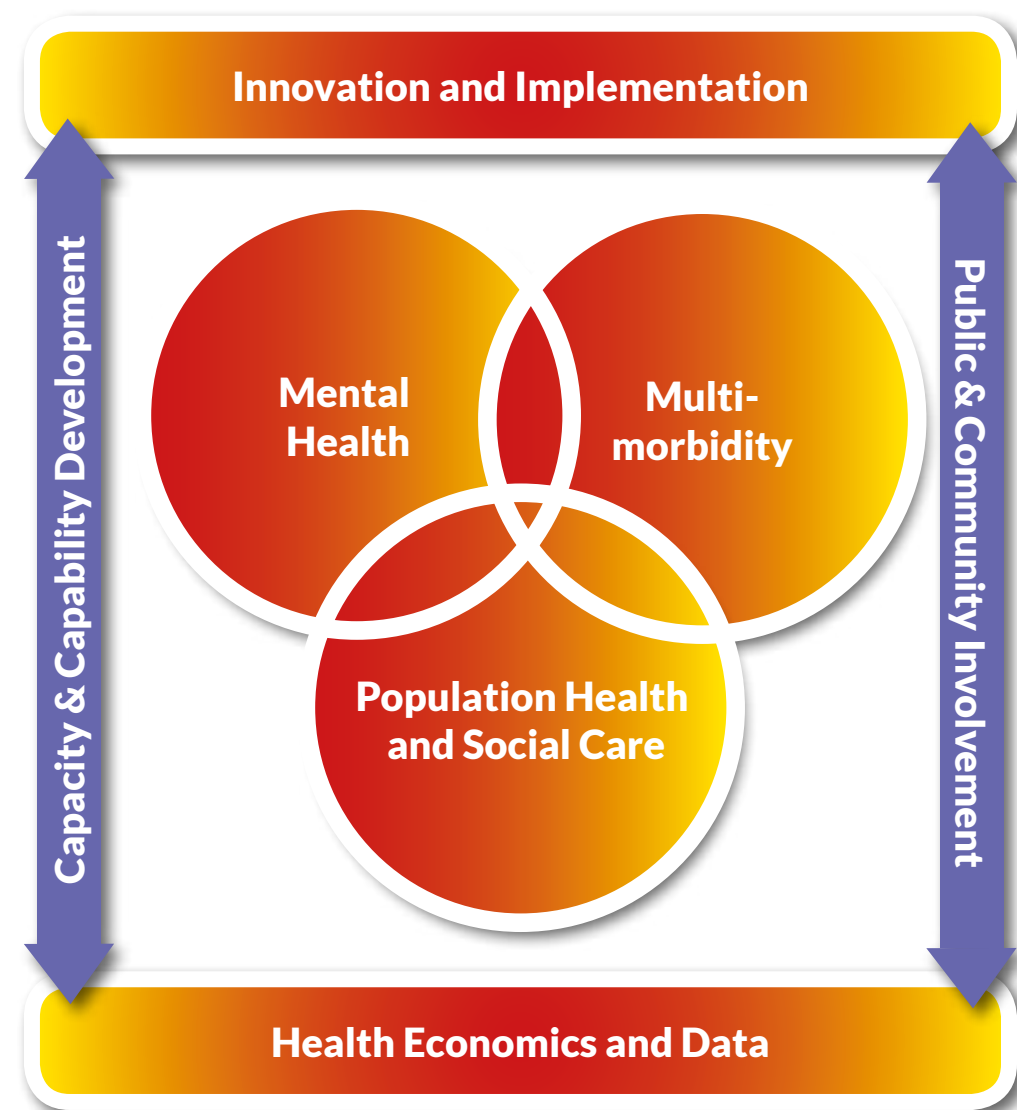 Innovation and Implementation
Capacity & Capability Development
Mental
Health
Multi-
morbidity
Population Health
and Social Care
Public & Community Involvement
Health Economics and Data